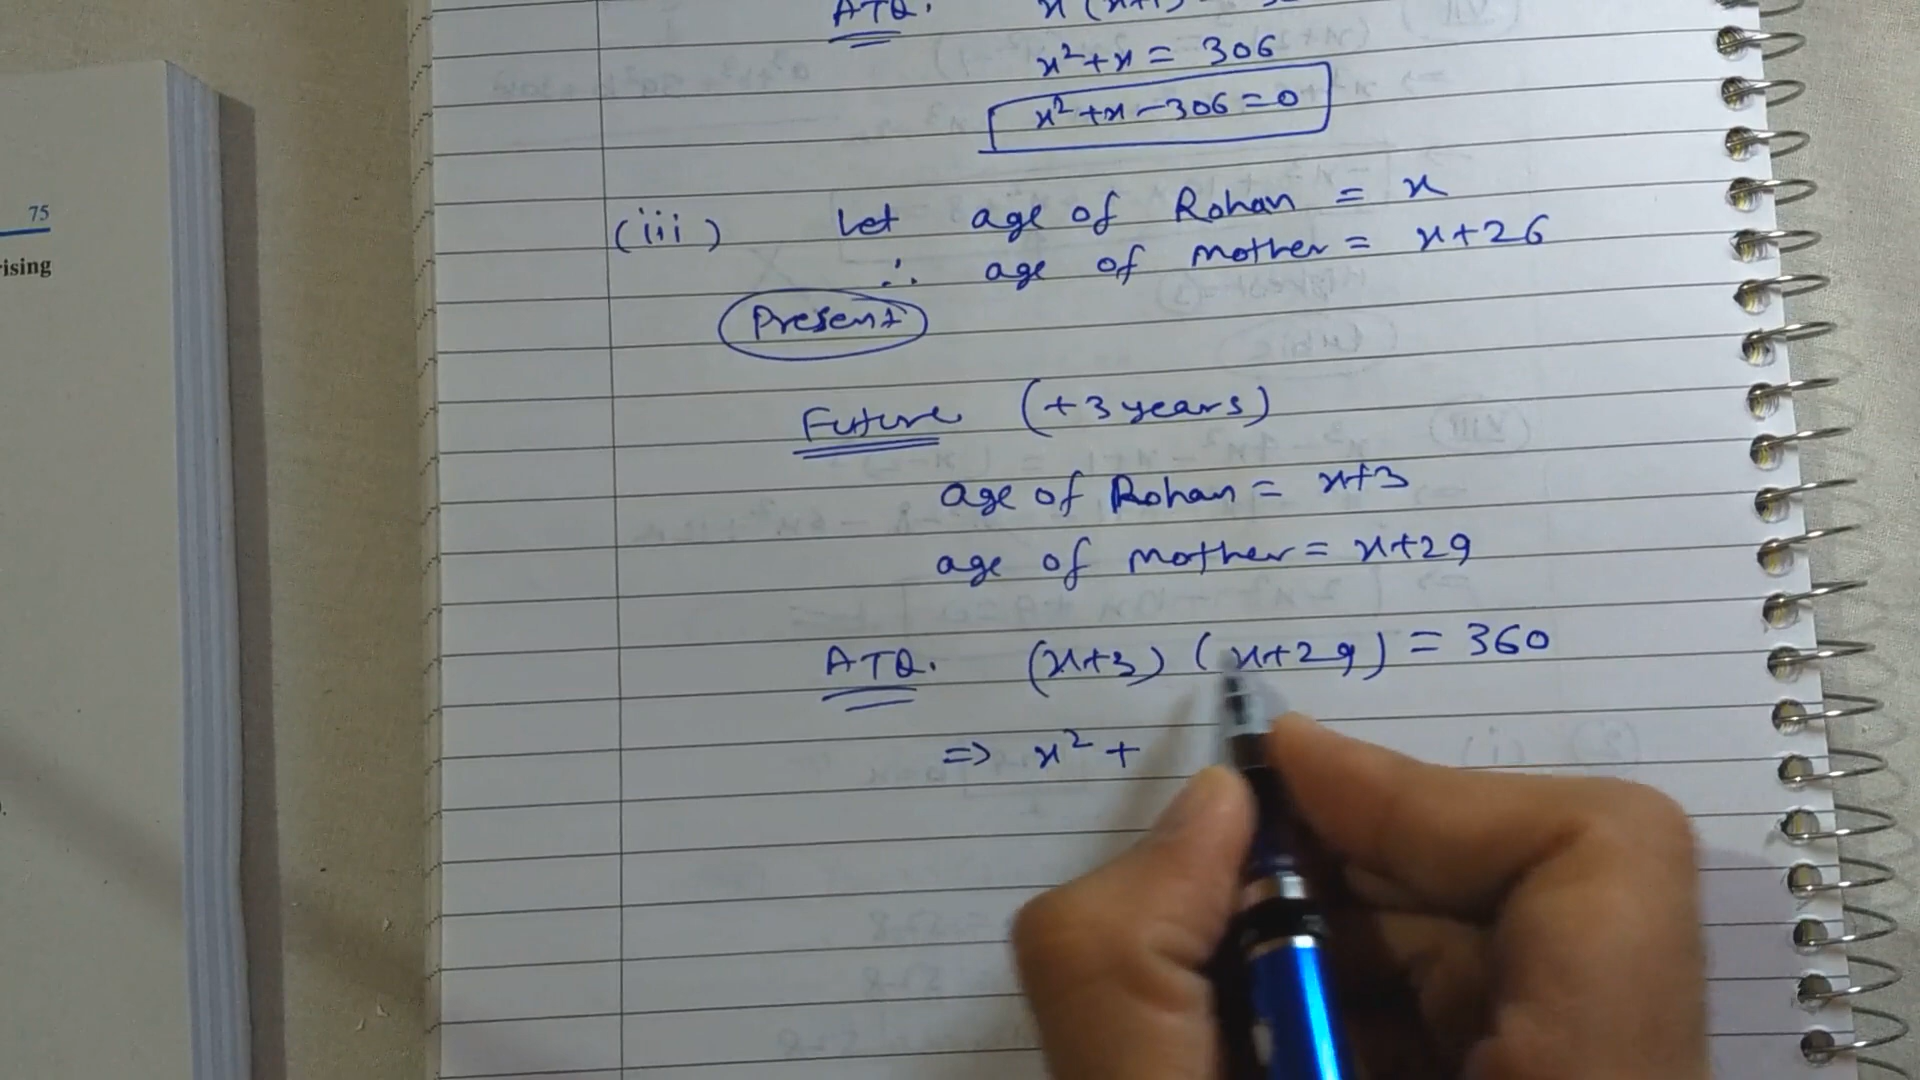 75
ising
ATQ.
x²+x = 306
x²+x-306=0
(iii) Let age of Rohan = x
∴ age of mother = x+26
Present
Future (+3 years)
age of Rohan = x+3
age of mother = x+29
ATQ. (x+3) (x+29) = 360
=> x² +